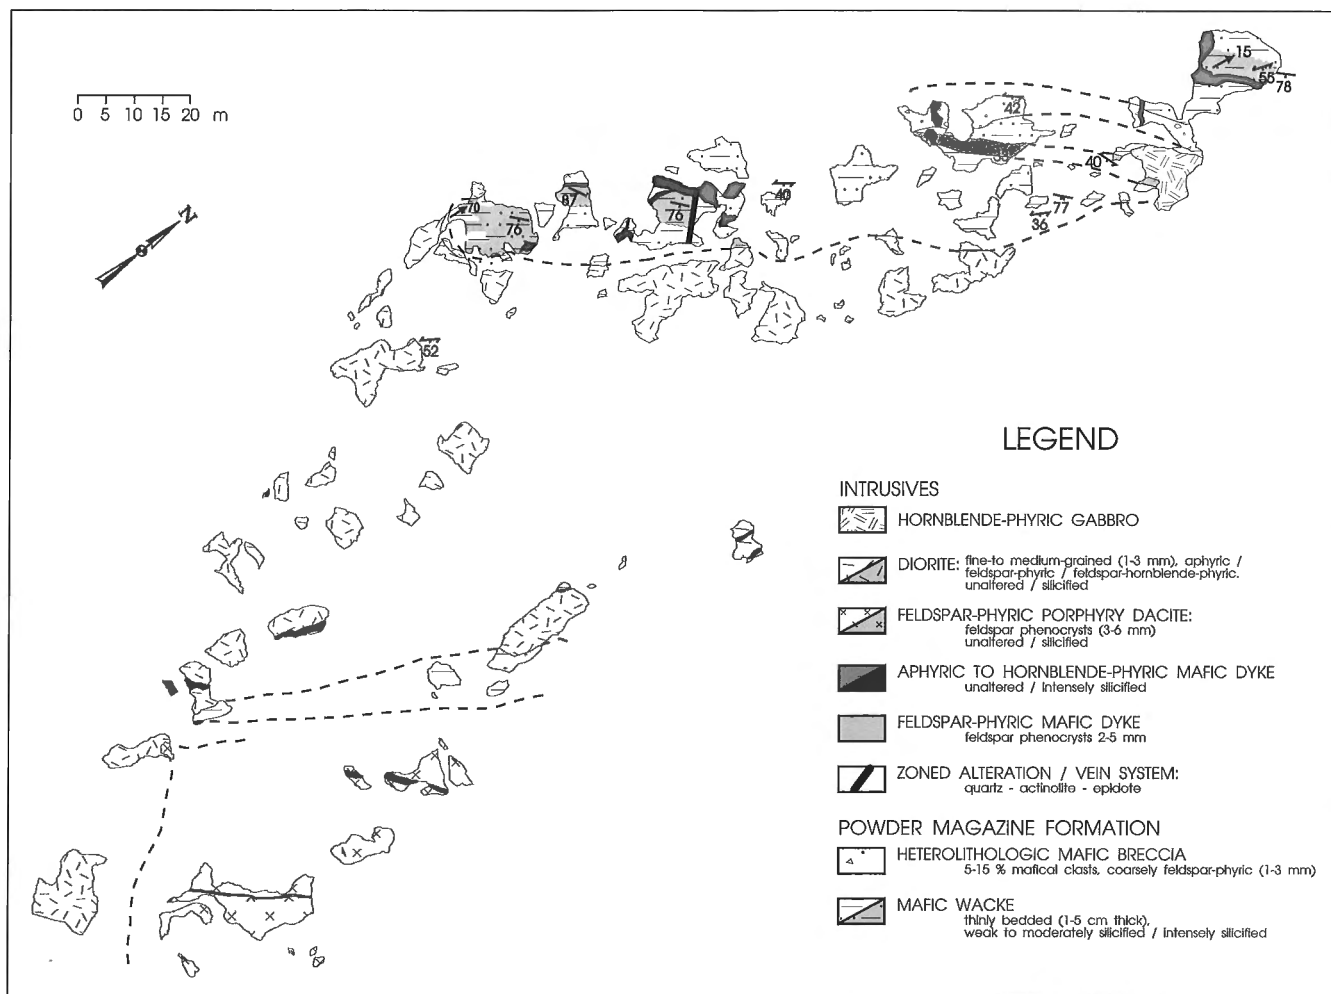 15
55
78
0 5 10 15 20 m
42
40
N
70
76
87
76
40
77
36
52
LEGEND
INTRUSIVES
HORNBLENDE-PHYRIC GABBRO
DIORITE: fine-to medium-grained (1-3 mm), aphyric /
feldspar-phyric / feldspar-hornblende-phyric.
unaltered / silicified
FELDSPAR-PHYRIC PORPHYRY DACITE:
feldspar phenocrysts (3-6 mm)
unaltered / silicified
APHYRIC TO HORNBLENDE-PHYRIC MAFIC DYKE
unaltered / intensely silicified
FELDSPAR-PHYRIC MAFIC DYKE
feldspar phenocrysts 2-5 mm
ZONED ALTERATION / VEIN SYSTEM:
quartz - actinolite - epidote
POWDER MAGAZINE FORMATION
HETEROLITHOLOGIC MAFIC BRECCIA
5-15 % mafical clasts, coarsely feldspar-phyric (1-3 mm)
MAFIC WACKE
thinly bedded (1-5 cm thick),
weak to moderately silicified / intensely silicified